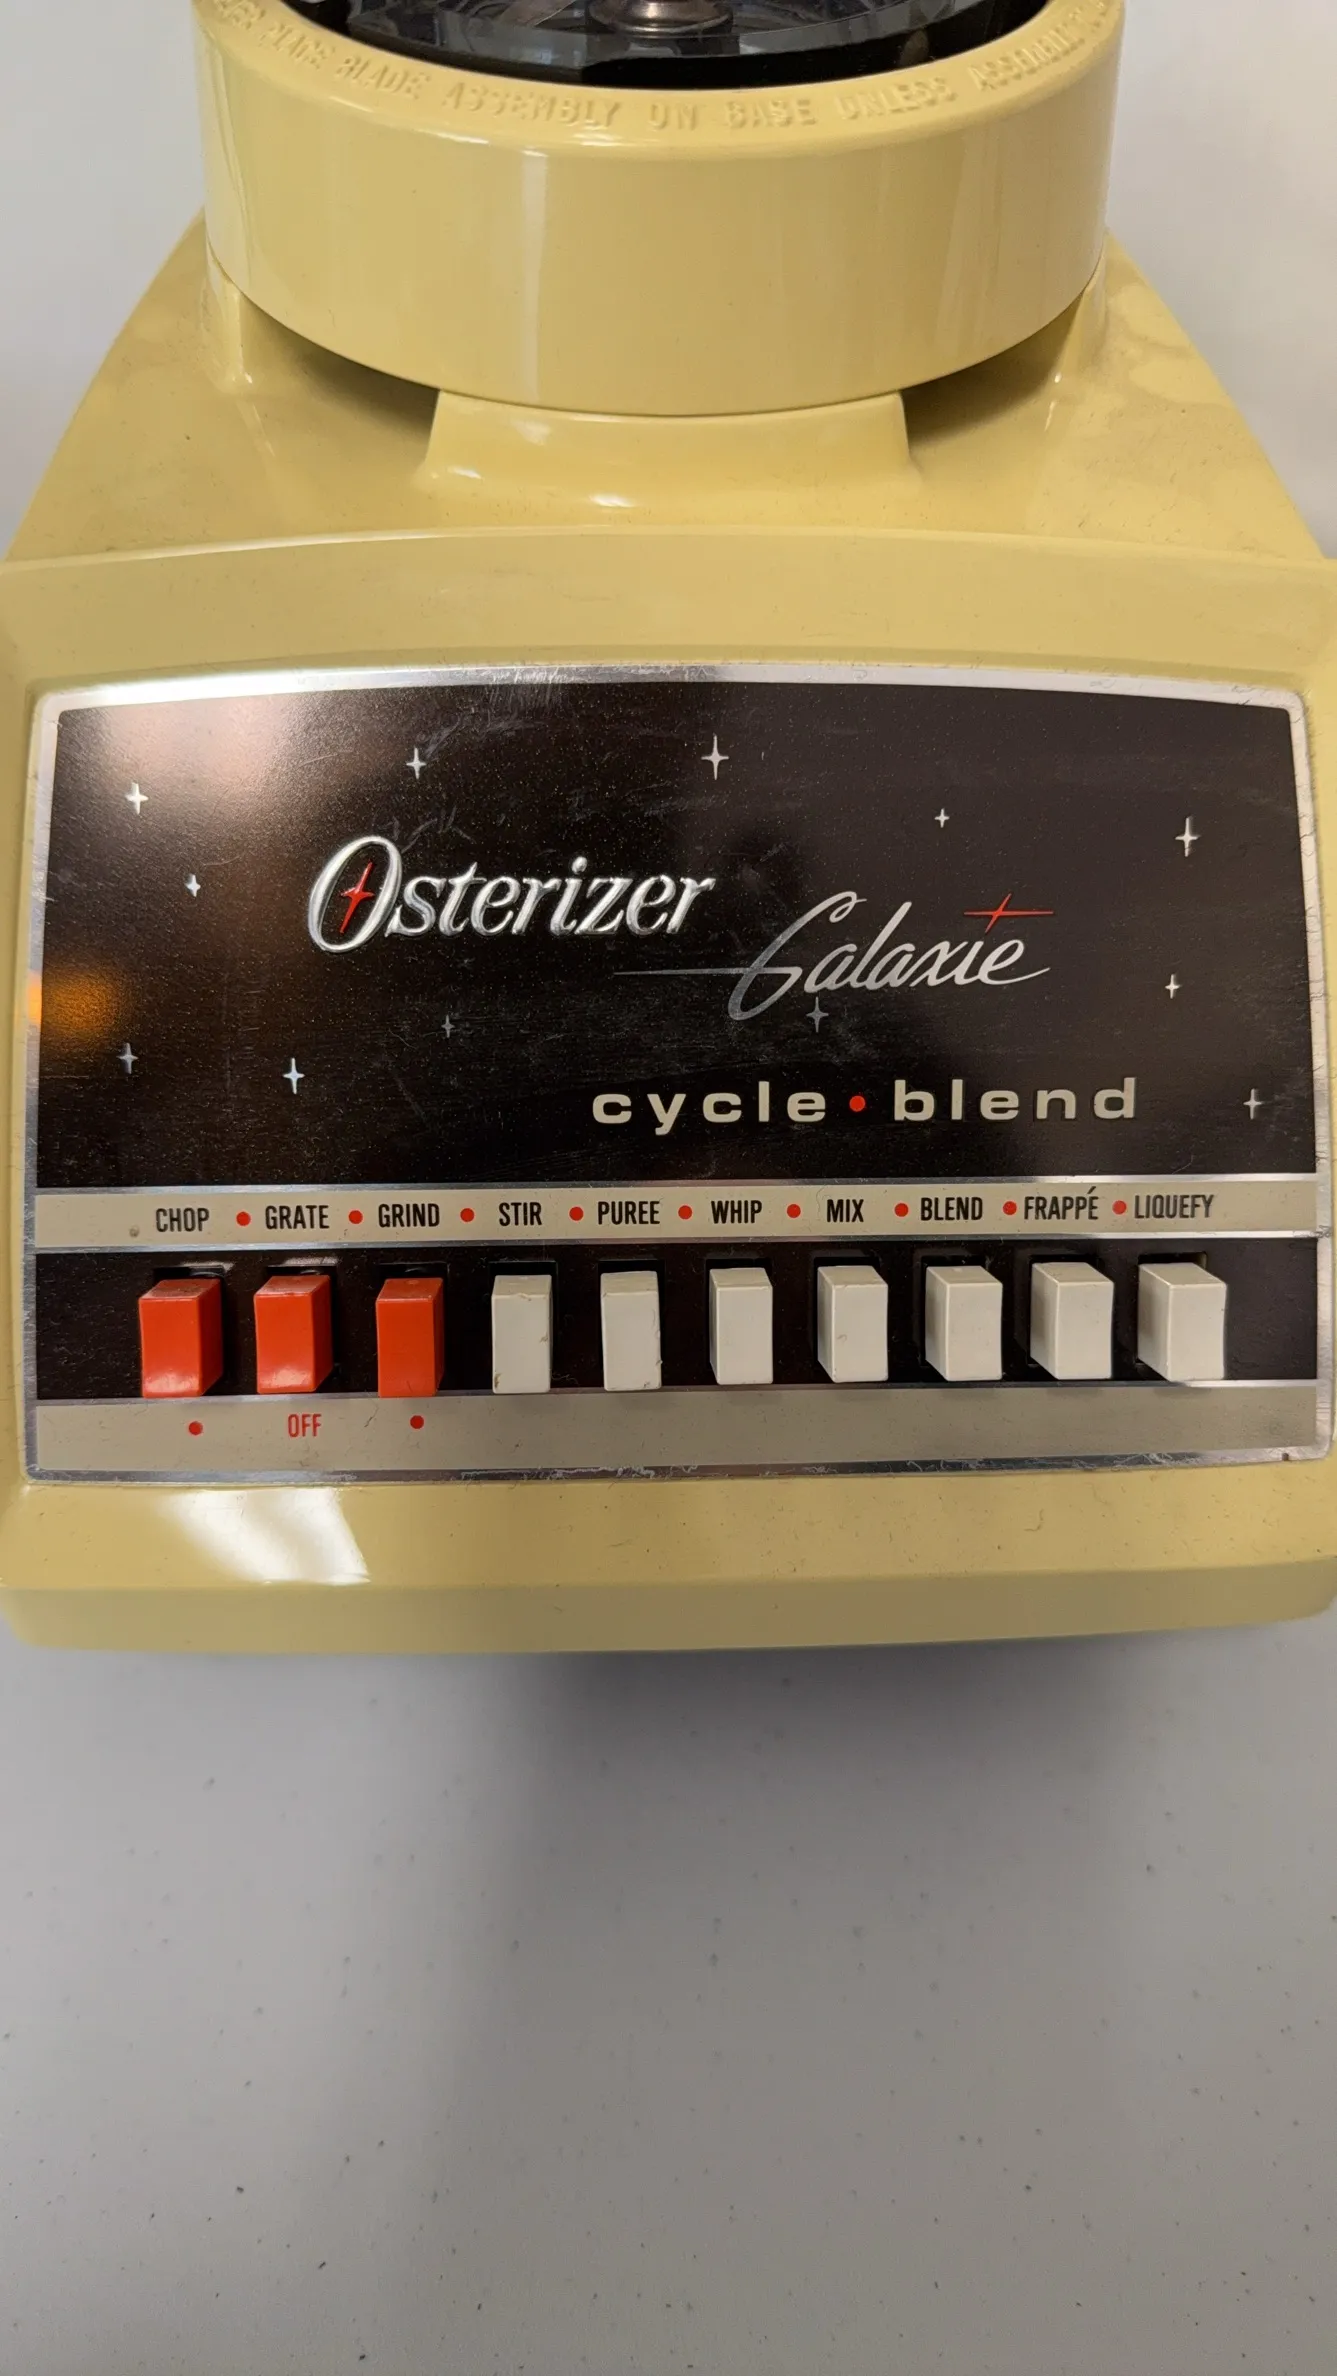 PLACE BLADE ASSEMBLY ON BASE UNLESS
Osterizer
Galaxie
cycle • blend
CHOP • GRATE • GRIND • STIR • PUREE • WHIP • MIX • BLEND • FRAPPÉ • LIQUEFY
• OFF •